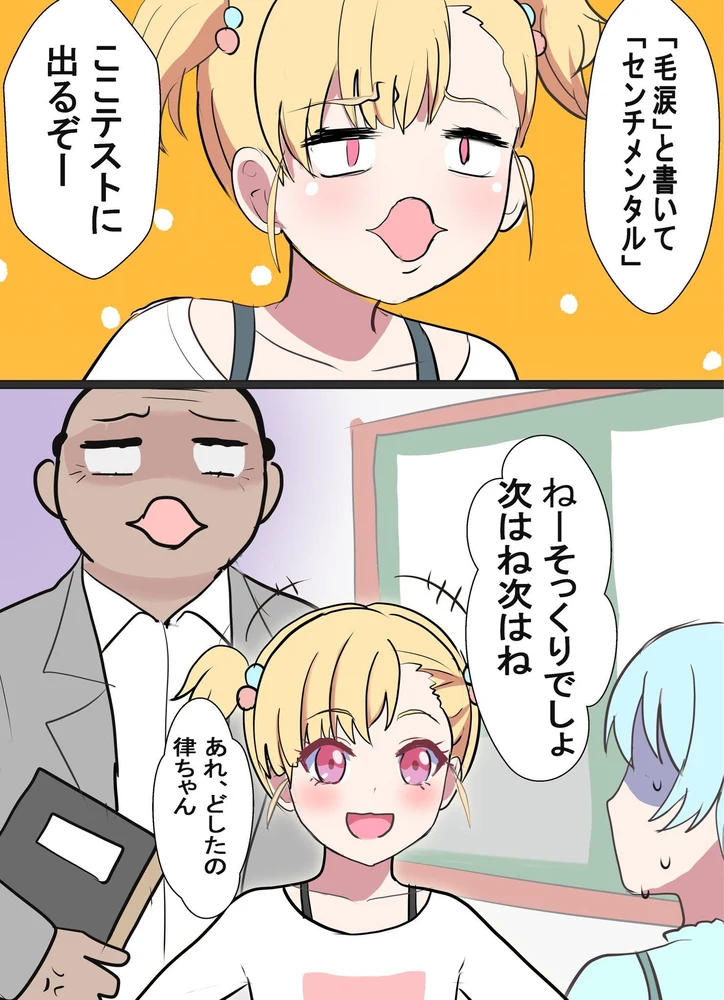 「毛涙」と書いて
「センチメンタル」
ここテストに
出るぞー
ねーそっくりでしょ
次はね次はね
あれ、どしたの
律ちゃん